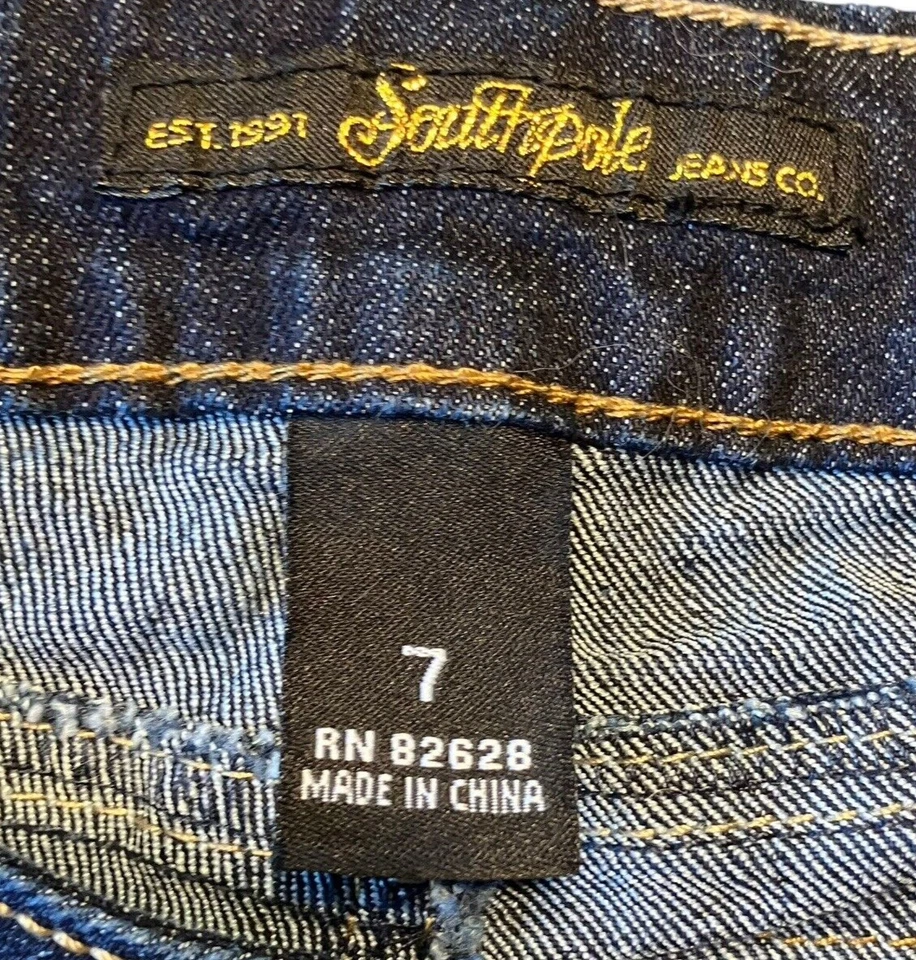 EST. 1991 Southpole JEANS CO.
7
RN 82628
MADE IN CHINA